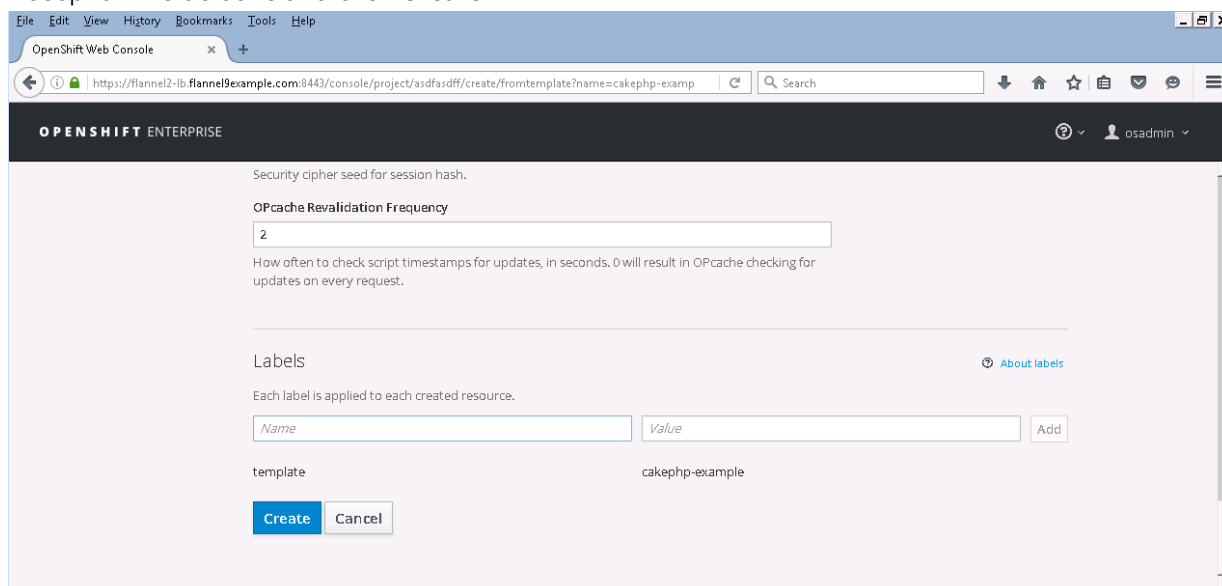 File Edit View History Bookmarks Tools Help
OpenShift Web Console × +
https://flannel2-lb.flannel9example.com:8443/console/project/asdfasdff/create/fromtemplate?name=cakephp-examp Search
OPENSHIFT ENTERPRISE osadmin
Security cipher seed for session hash.
OPcache Revalidation Frequency
2
How often to check script timestamps for updates, in seconds. 0 will result in OPcache checking for
updates on every request.
Labels About labels
Each label is applied to each created resource.
Name Value Add
template cakephp-example
Create Cancel